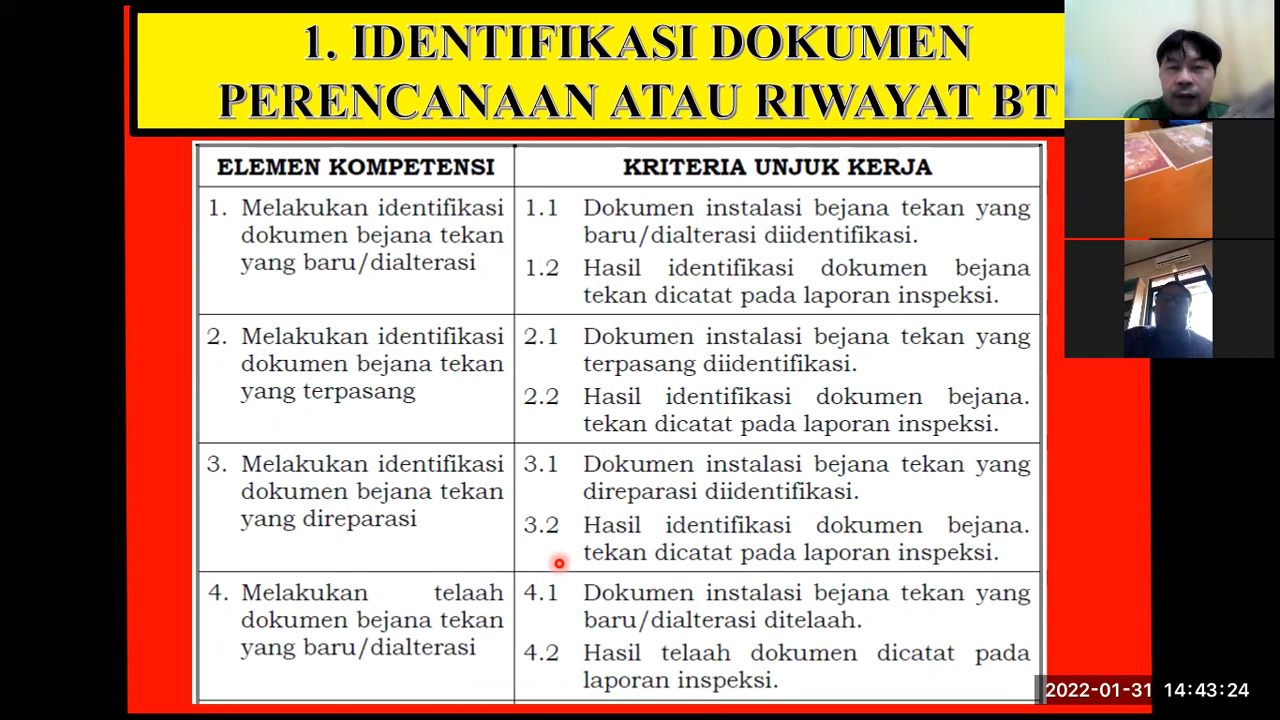 1. IDENTIFIKASI DOKUMEN
PERENCANAAN ATAU RIWAYAT BT
ELEMEN KOMPETENSI
KRITERIA UNJUK KERJA
1. Melakukan identifikasi
dokumen bejana tekan
yang baru/dialterasi
1.1 Dokumen instalasi bejana tekan yang
baru/dialterasi diidentifikasi.
1.2 Hasil identifikasi dokumen bejana
tekan dicatat pada laporan inspeksi.
2. Melakukan identifikasi
dokumen bejana tekan
yang terpasang
2.1 Dokumen instalasi bejana tekan yang
terpasang diidentifikasi.
2.2 Hasil identifikasi dokumen bejana.
tekan dicatat pada laporan inspeksi.
3. Melakukan identifikasi
dokumen bejana tekan
yang direparasi
3.1 Dokumen instalasi bejana tekan yang
direparasi diidentifikasi.
3.2 Hasil identifikasi dokumen bejana.
tekan dicatat pada laporan inspeksi.
4. Melakukan telaah
dokumen bejana tekan
yang baru/dialterasi
4.1 Dokumen instalasi bejana tekan yang
baru/dialterasi ditelaah.
4.2 Hasil telaah dokumen dicatat pada
laporan inspeksi.
2022-01-31 14:43:24